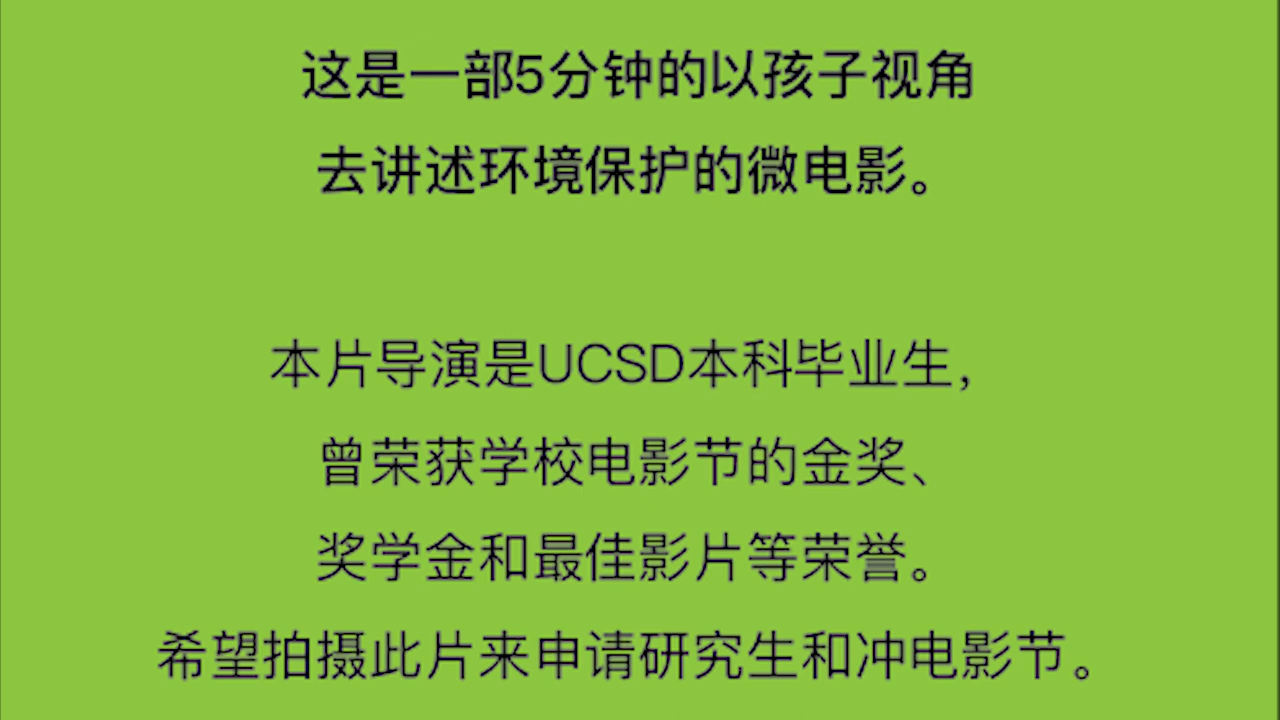 这是一部5分钟的以孩子视角
去讲述环境保护的微电影。
本片导演是UCSD本科毕业生，
曾荣获学校电影节的金奖、
奖学金和最佳影片等荣誉。
希望拍摄此片来申请研究生和冲电影节。